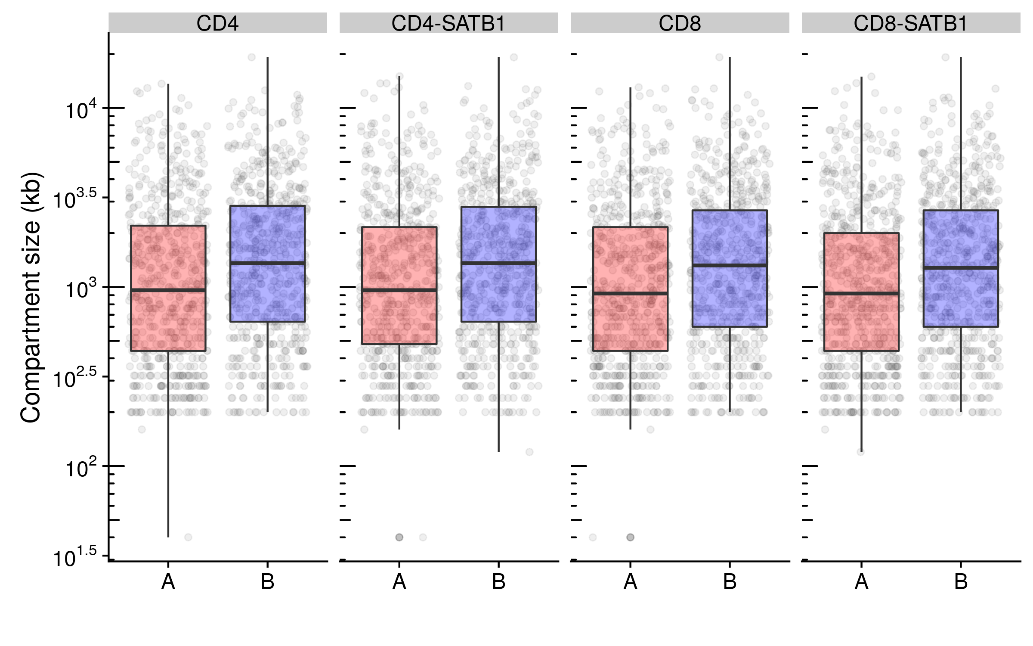 CD4 CD4-SATB1 CD8 CD8-SATB1
Compartment size (kb)
10^4
10^3.5
10^3
10^2.5
10^2
10^1.5
A B A B A B A B